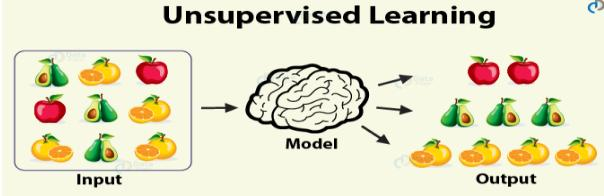 Unsupervised Learning
Model
Input
Output